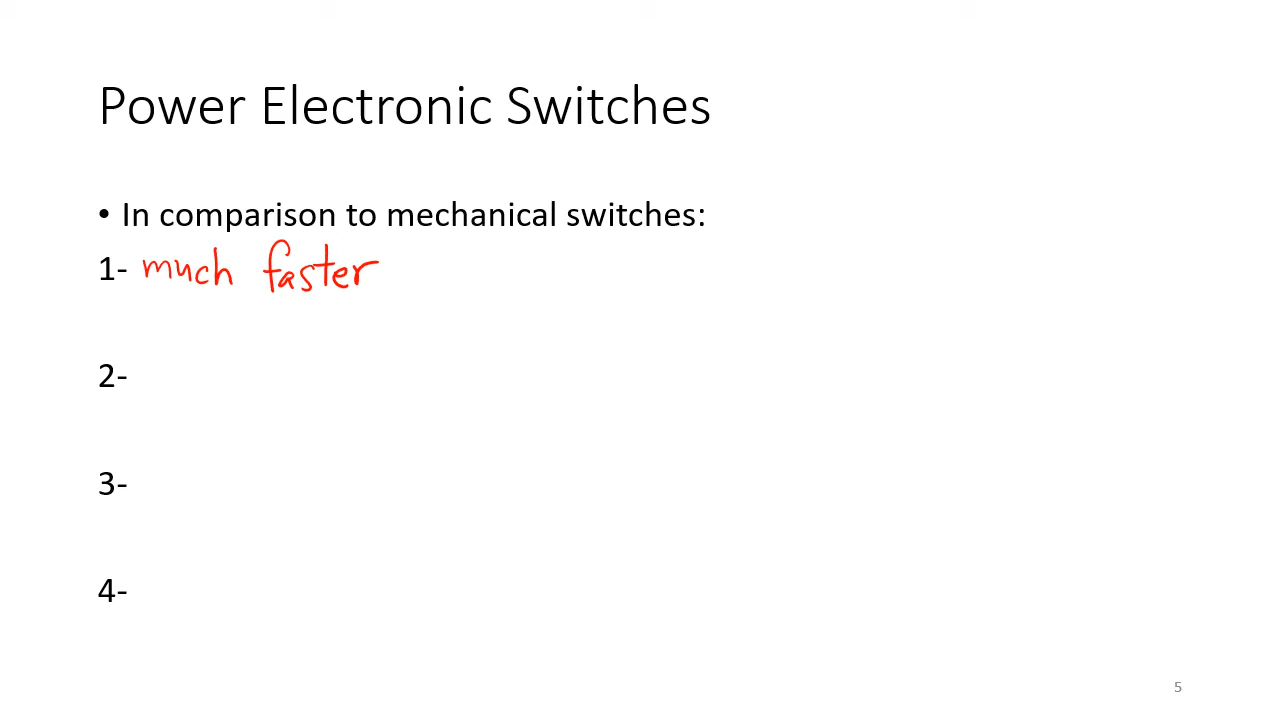 Power Electronic Switches
• In comparison to mechanical switches:
1- much faster
2-
3-
4-
5